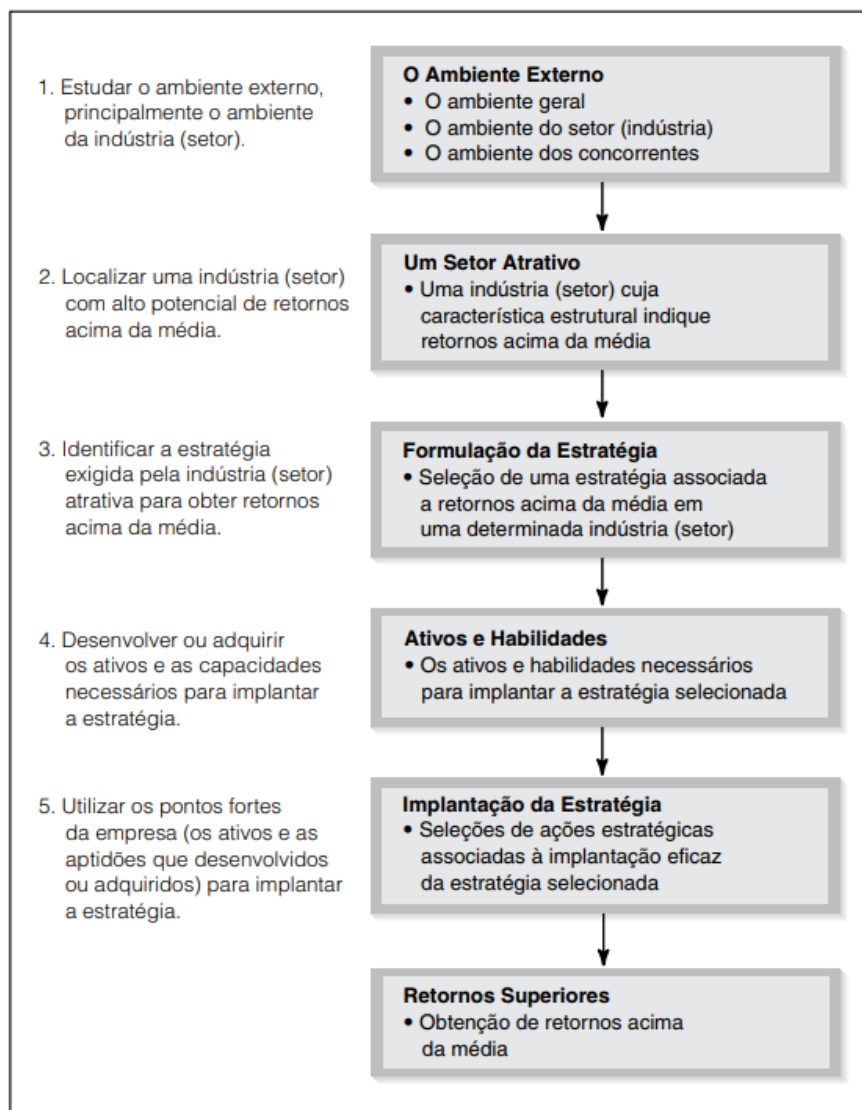 1. Estudar o ambiente externo,
principalmente o ambiente
da indústria (setor).
O Ambiente Externo
• O ambiente geral
• O ambiente do setor (indústria)
• O ambiente dos concorrentes
2. Localizar uma indústria (setor)
com alto potencial de retornos
acima da média.
Um Setor Atrativo
• Uma indústria (setor) cuja
característica estrutural indique
retornos acima da média
3. Identificar a estratégia
exigida pela indústria (setor)
atrativa para obter retornos
acima da média.
Formulação da Estratégia
• Seleção de uma estratégia associada
a retornos acima da média em
uma determinada indústria (setor)
4. Desenvolver ou adquirir
os ativos e as capacidades
necessários para implantar
a estratégia.
Ativos e Habilidades
• Os ativos e habilidades necessários
para implantar a estratégia selecionada
5. Utilizar os pontos fortes
da empresa (os ativos e as
aptidões que desenvolvidos
ou adquiridos) para implantar
a estratégia.
Implantação da Estratégia
• Seleções de ações estratégicas
associadas à implantação eficaz
da estratégia selecionada
Retornos Superiores
• Obtenção de retornos acima
da média